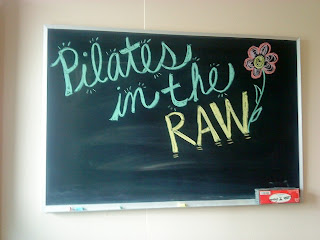 Pilates
in the
RAW